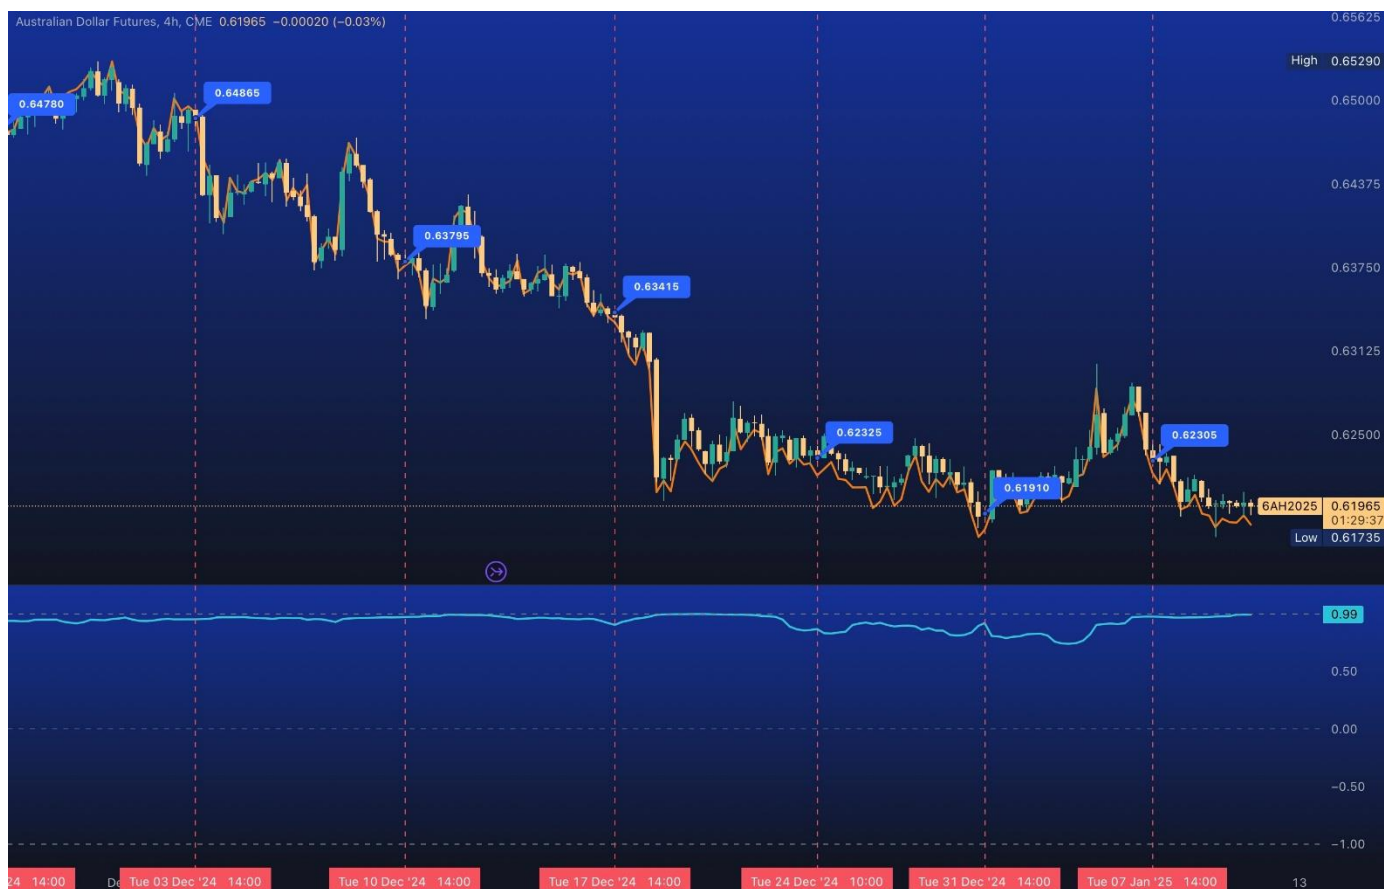 Australian Dollar Futures, 4h, CME 0.61965 −0.00020 (−0.03%)
0.65625
High 0.65290
0.65000
0.64780
0.64865
0.64375
0.63795
0.63750
0.63415
0.63125
0.62500
0.62325
0.62305
0.61910
6AH2025 0.61965
01:29:37
Low 0.61735
0.99
0.50
0.00
−0.50
−1.00
24 14:00
De
Tue 03 Dec '24 14:00
Tue 10 Dec '24 14:00
Tue 17 Dec '24 14:00
Tue 24 Dec '24 10:00
Tue 31 Dec '24 14:00
Tue 07 Jan '25 14:00
13